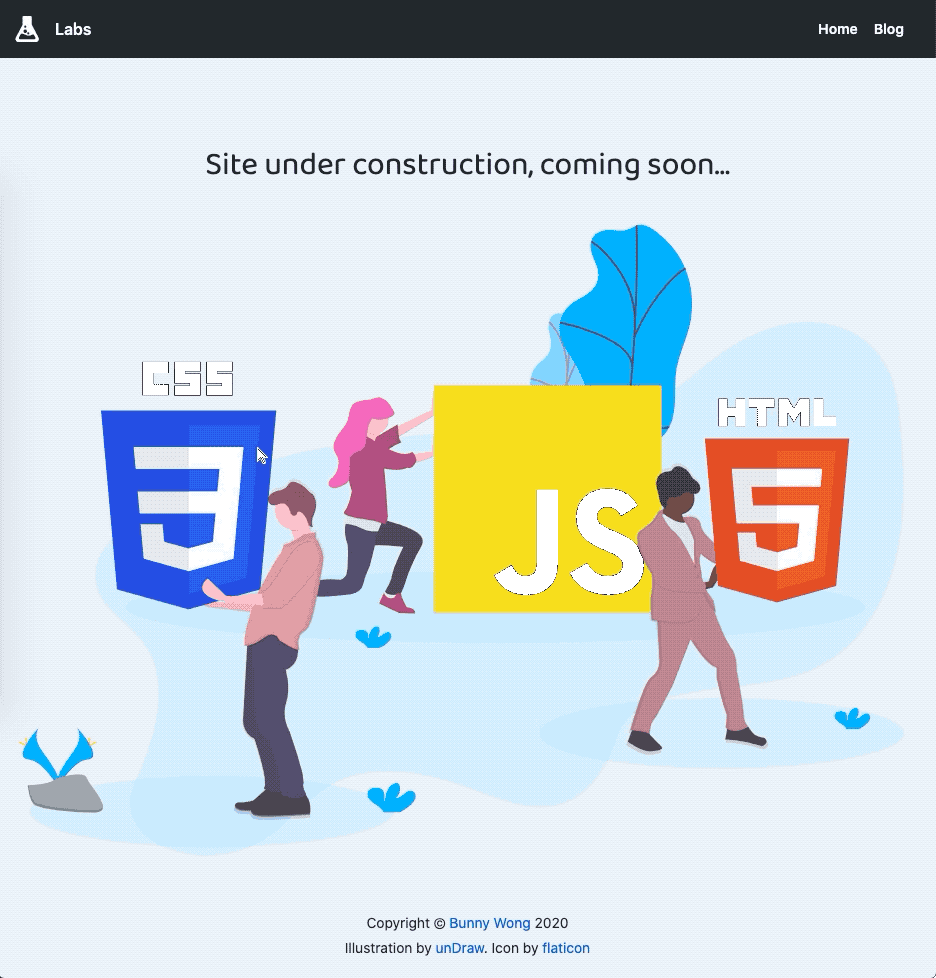 Labs
Home Blog
Site under construction, coming soon...
CSS
HTML
3
JS
5
Copyright © Bunny Wong 2020
Illustration by unDraw. Icon by flaticon